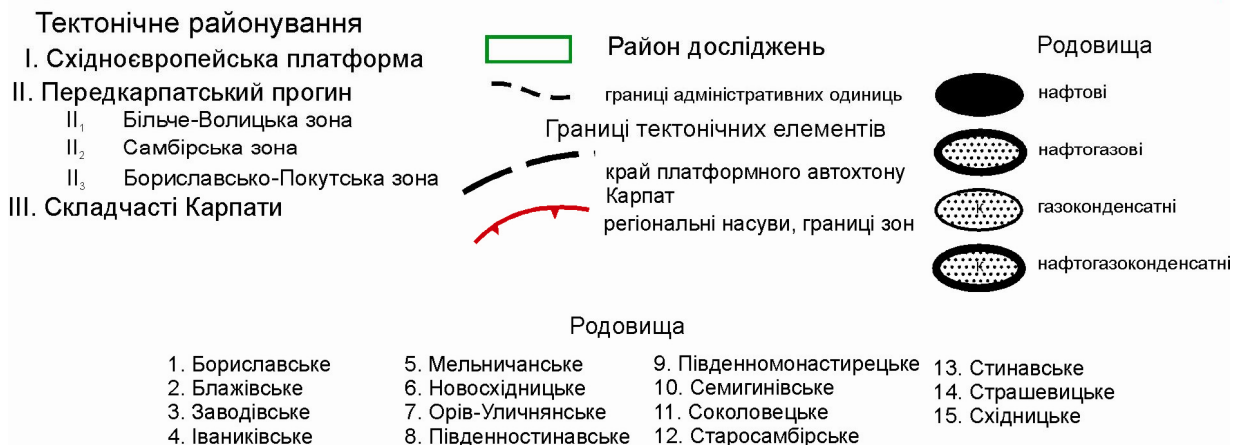 Тектонічне районування
I. Східноєвропейська платформа
II. Передкарпатський прогин
II₁ Більче-Волицька зона
II₂ Самбірська зона
II₃ Бориславсько-Покутська зона
III. Складчасті Карпати
Район досліджень
границі адміністративних одиниць
Границі тектонічних елементів
край платформного автохтону
Карпат
регіональні насуви, границі зон
Родовища
нафтові
нафтогазові
К газоконденсатні
К нафтогазоконденсатні
Родовища
1. Бориславське
2. Блажівське
3. Заводівське
4. Іваниківське
5. Мельничанське
6. Новосхідницьке
7. Орів-Уличнянське
8. Південностинавське
9. Південномонастирецьке
10. Семигинівське
11. Соколовецьке
12. Старосамбірське
13. Стинавське
14. Страшевицьке
15. Східницьке